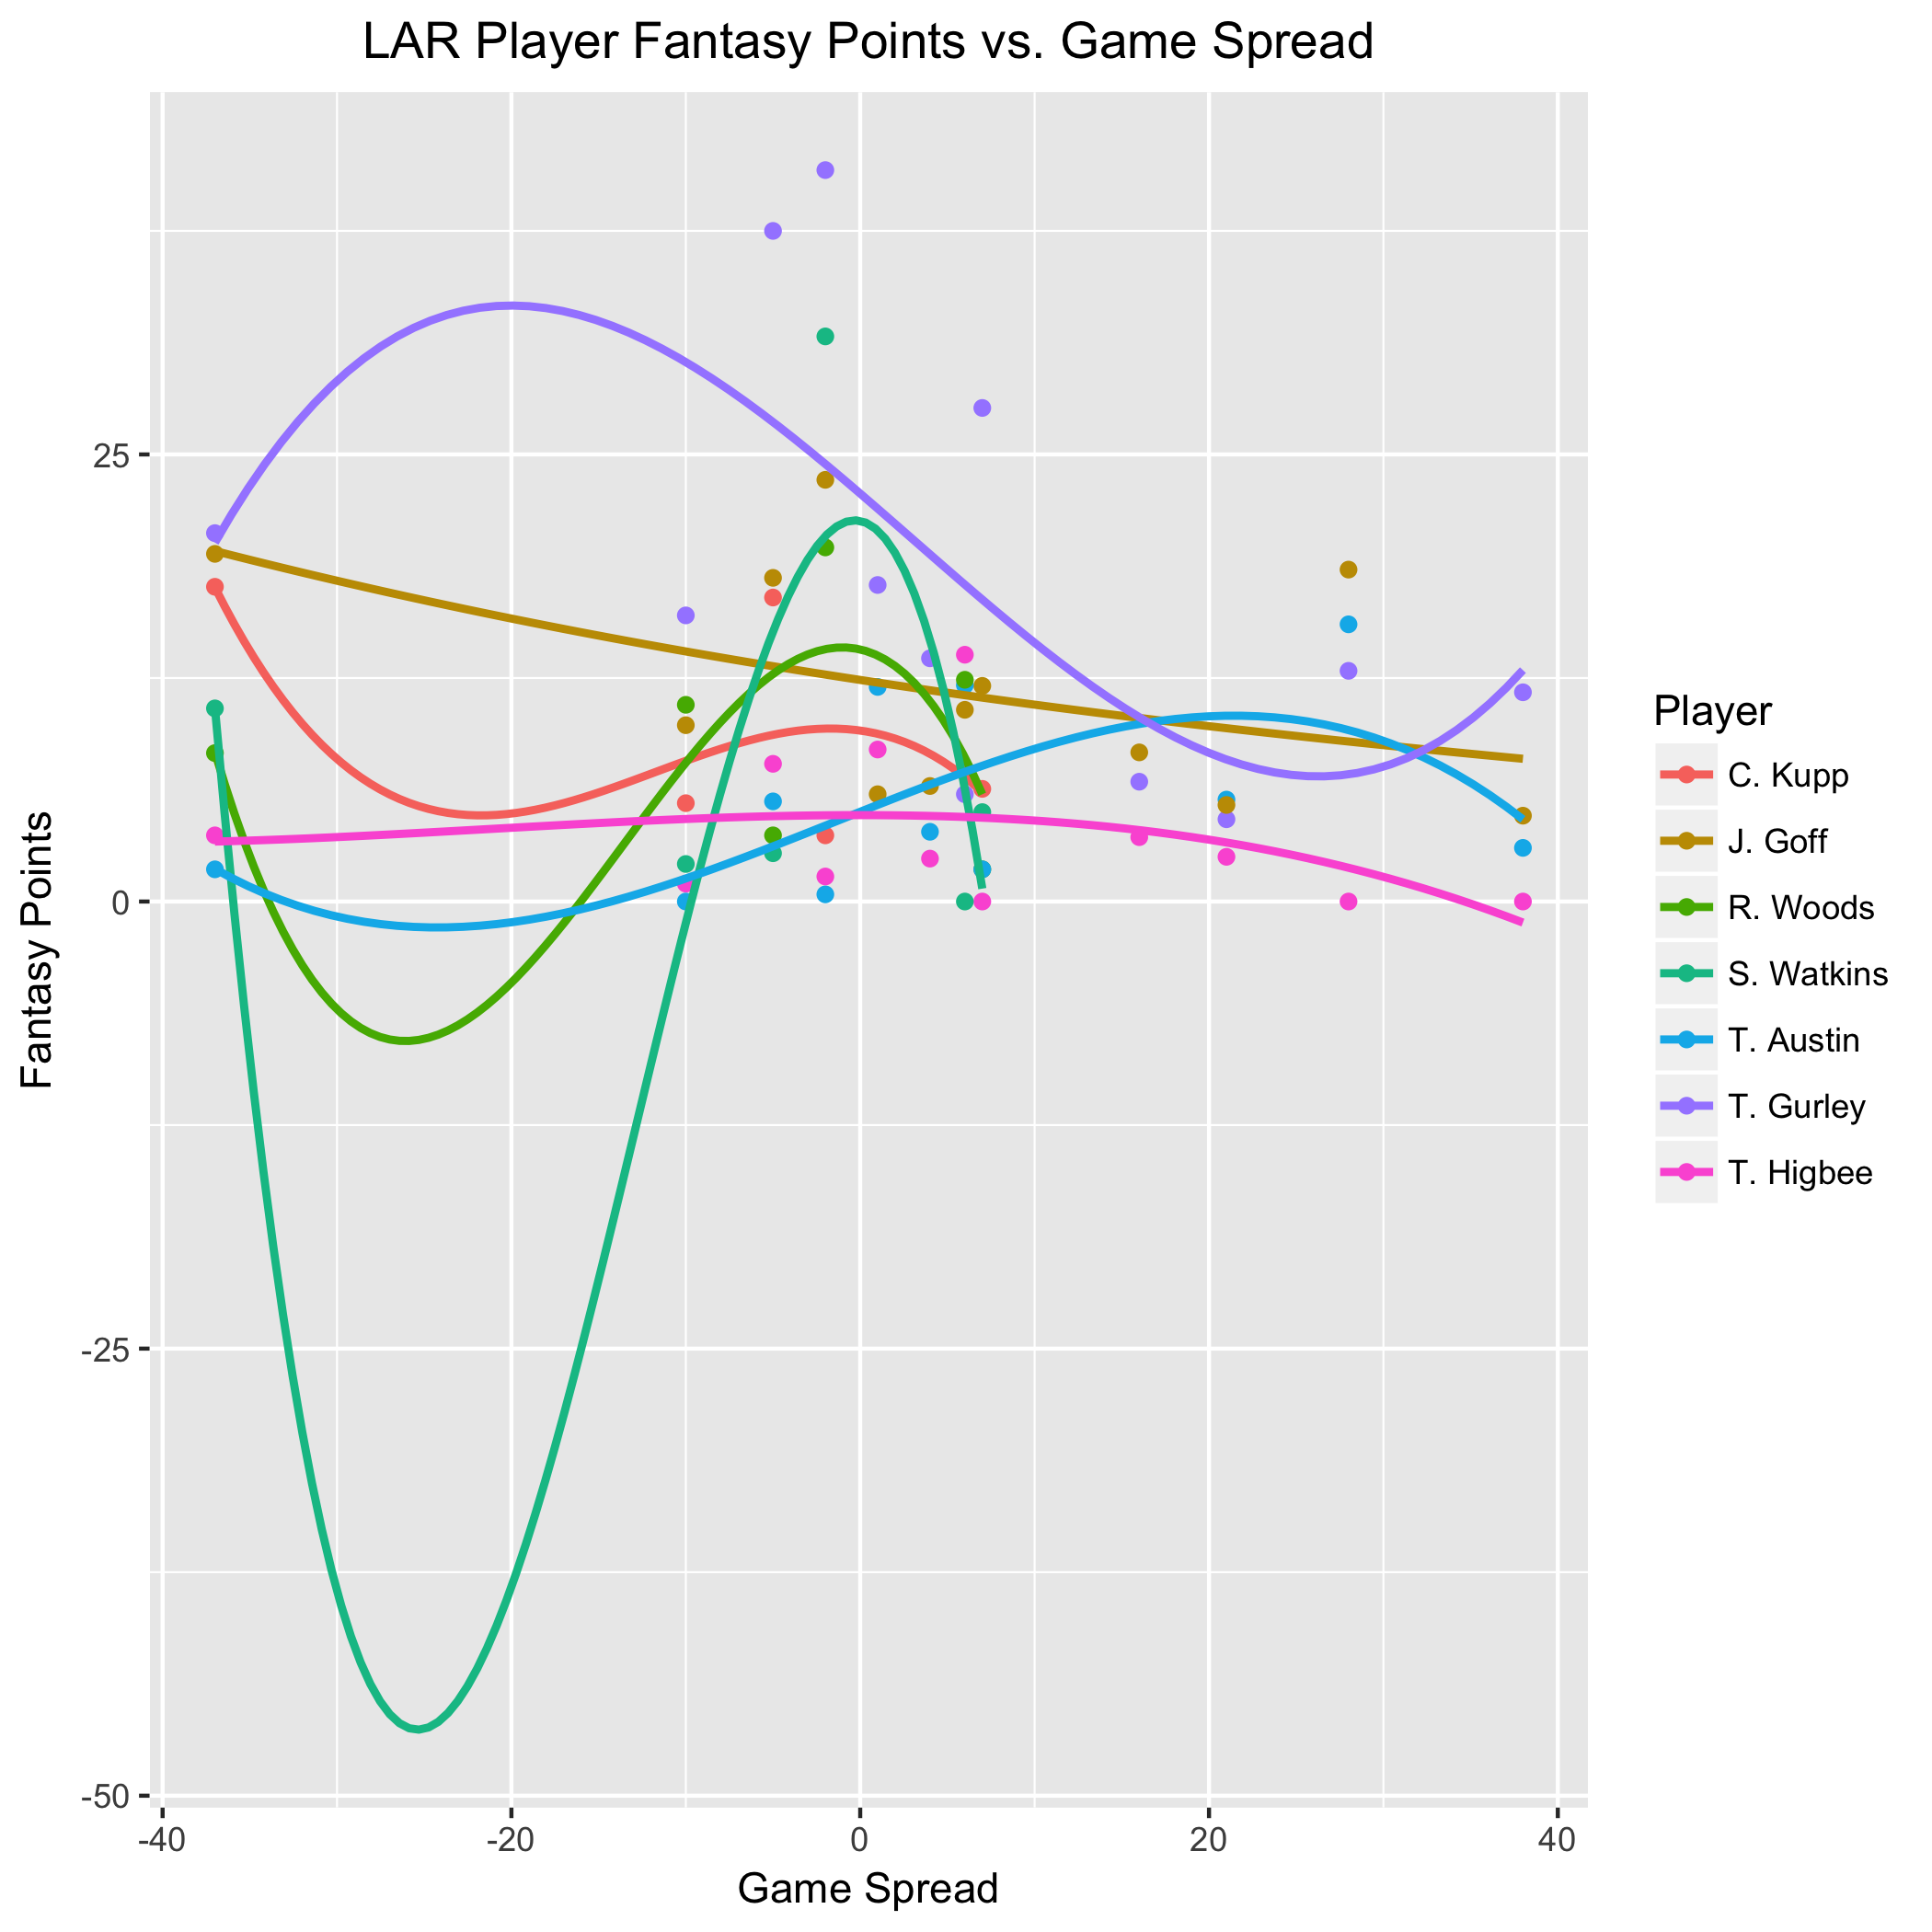 LAR Player Fantasy Points vs. Game Spread
Fantasy Points
25
0
-25
-50
-40 -20 0 20 40
Game Spread
Player
C. Kupp
J. Goff
R. Woods
S. Watkins
T. Austin
T. Gurley
T. Higbee